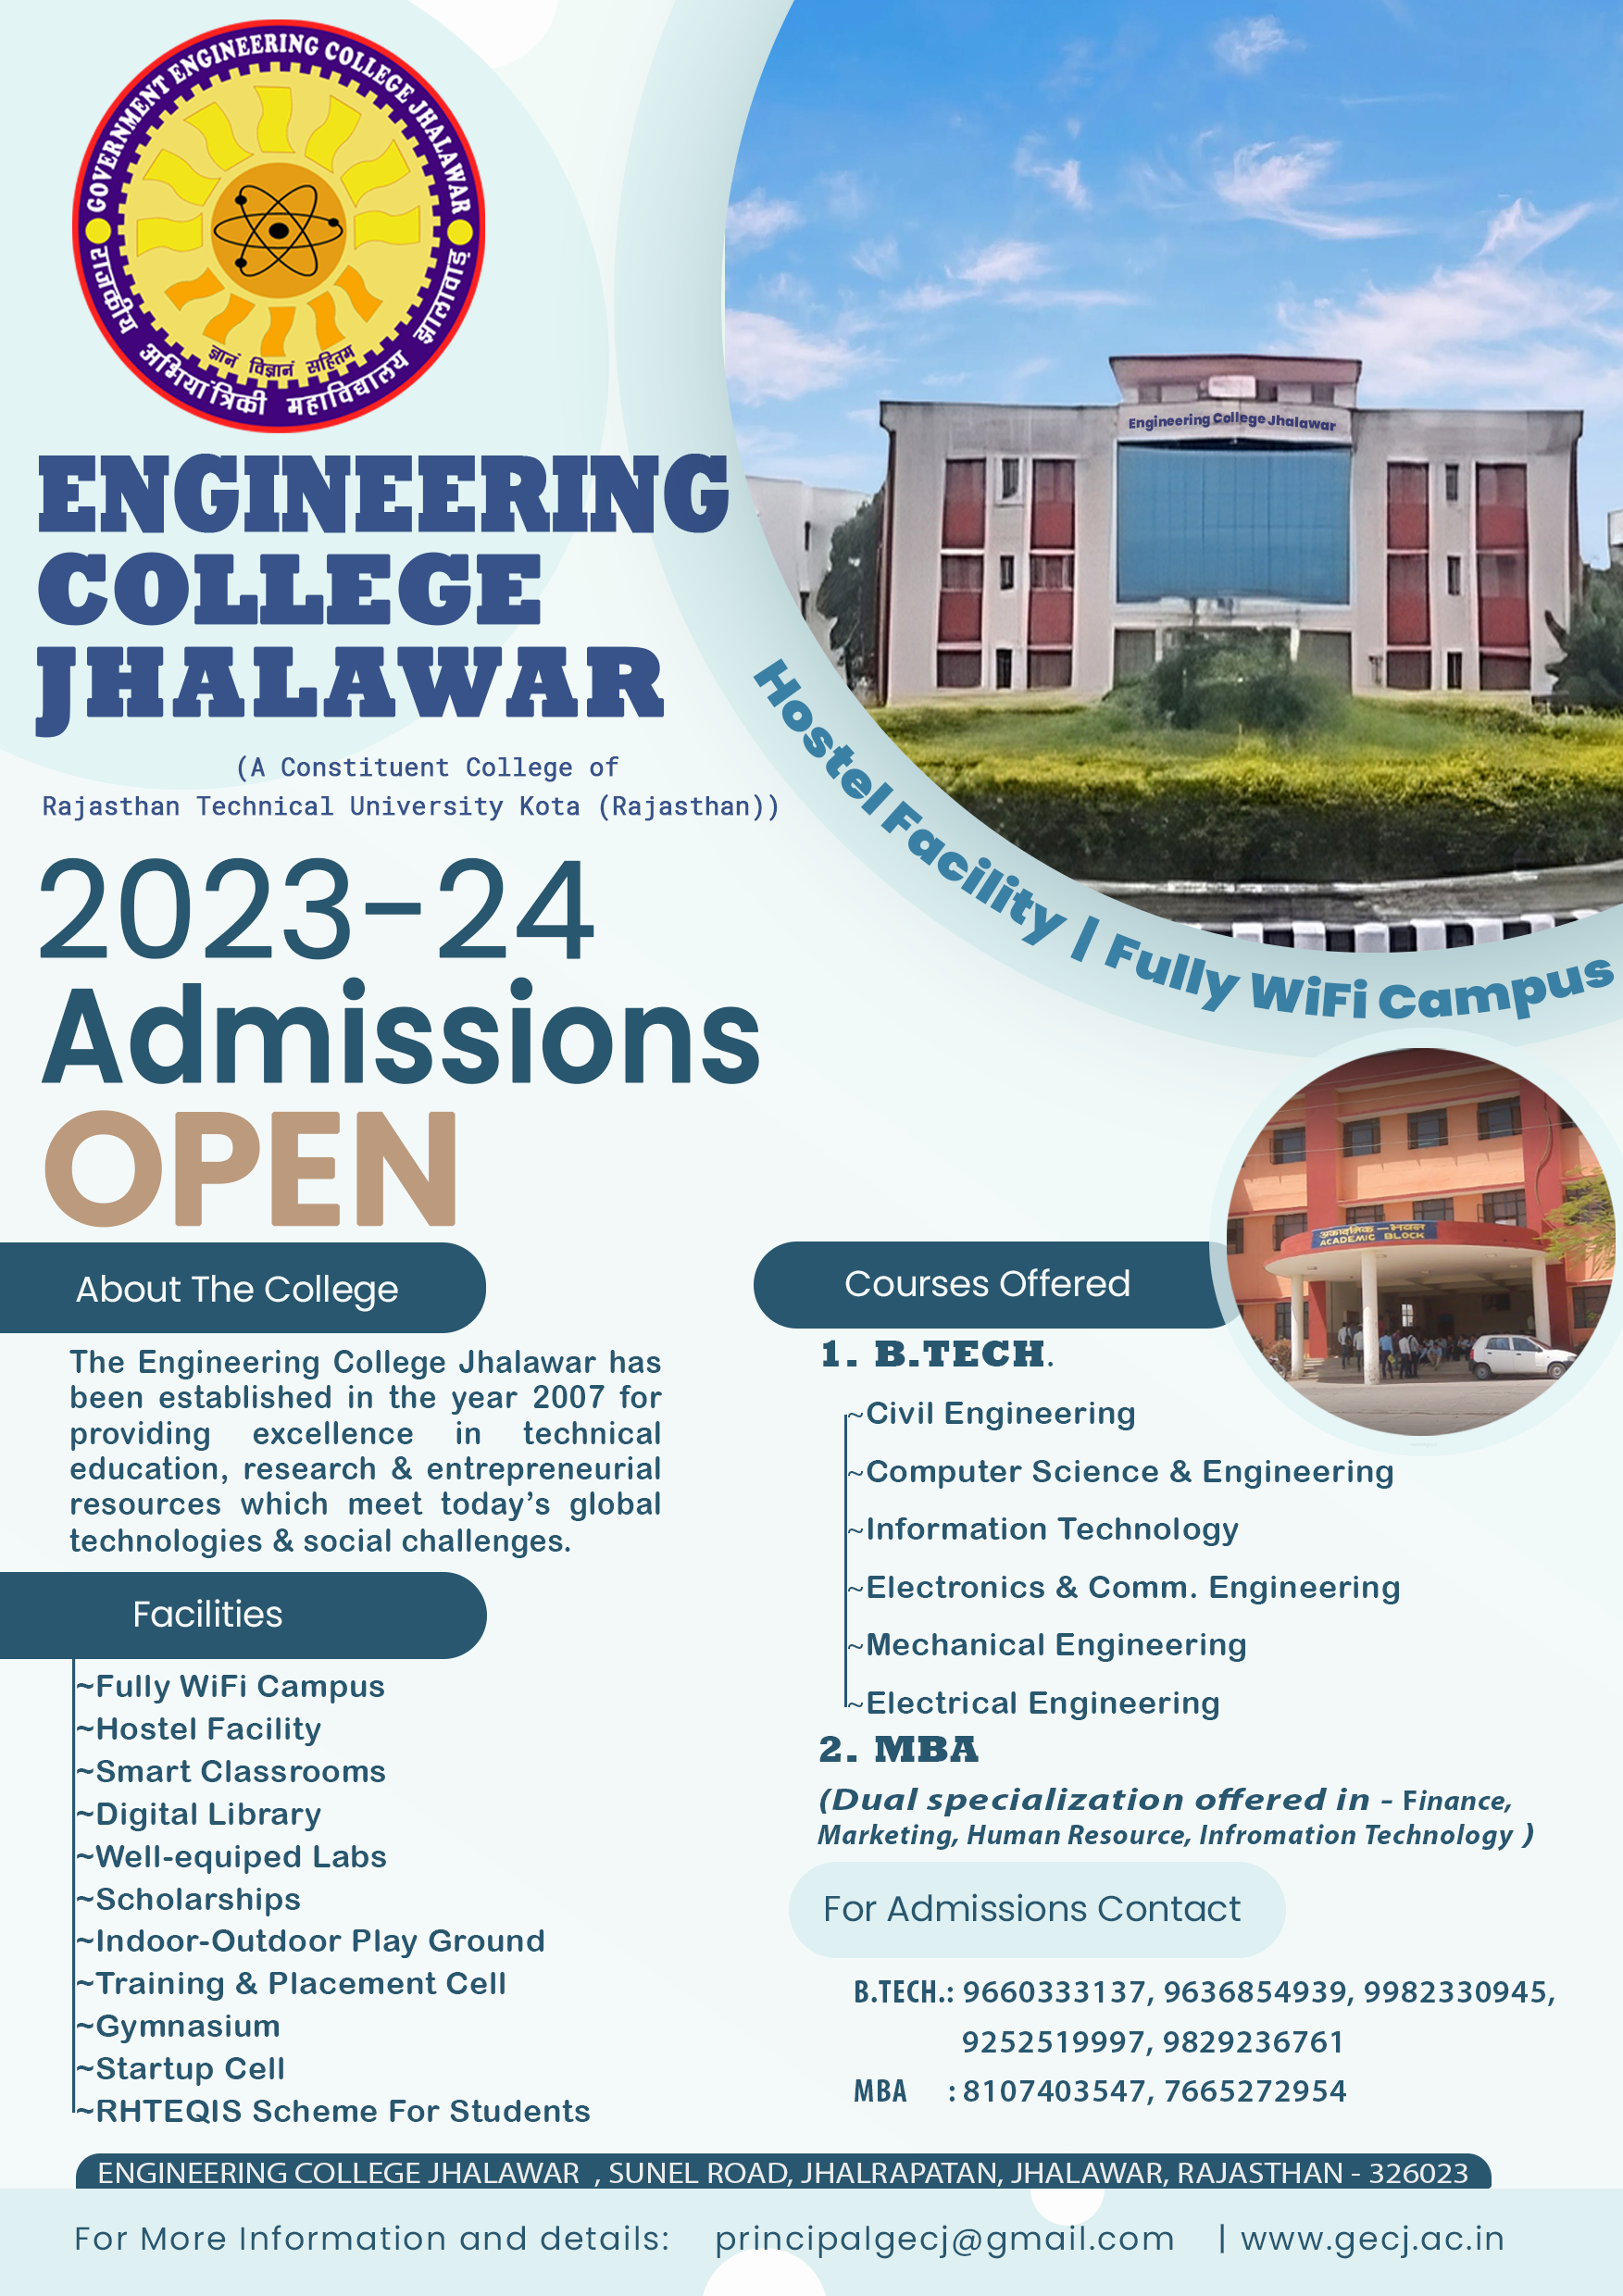 GOVERNMENT ENGINEERING COLLEGE JHALAWAR
राजकीय अभियांत्रिकी महाविद्यालय झालावाड़
ज्ञानं विज्ञानं सहितम
Engineering College Jhalawar
ENGINEERING
COLLEGE
JHALAWAR
(A Constituent College of
Rajasthan Technical University Kota (Rajasthan))
Hostel Facility | Fully WiFi Campus
2023-24
Admissions
OPEN
अकादमिक - भवन
ACADEMIC BLOCK
About The College
The Engineering College Jhalawar has
been established in the year 2007 for
providing excellence in technical
education, research & entrepreneurial
resources which meet today's global
technologies & social challenges.
Facilities
~Fully WiFi Campus
~Hostel Facility
~Smart Classrooms
~Digital Library
~Well-equiped Labs
~Scholarships
~Indoor-Outdoor Play Ground
~Training & Placement Cell
~Gymnasium
~Startup Cell
~RHTEQIS Scheme For Students
Courses Offered
1. B.TECH.
~Civil Engineering
~Computer Science & Engineering
~Information Technology
~Electronics & Comm. Engineering
~Mechanical Engineering
~Electrical Engineering
2. MBA
(Dual specialization offered in - Finance,
Marketing, Human Resource, Infromation Technology )
For Admissions Contact
B.TECH.: 9660333137, 9636854939, 9982330945,
9252519997, 9829236761
MBA : 8107403547, 7665272954
ENGINEERING COLLEGE JHALAWAR , SUNEL ROAD, JHALRAPATAN, JHALAWAR, RAJASTHAN - 326023
For More Information and details: principalgecj@gmail.com | www.gecj.ac.in